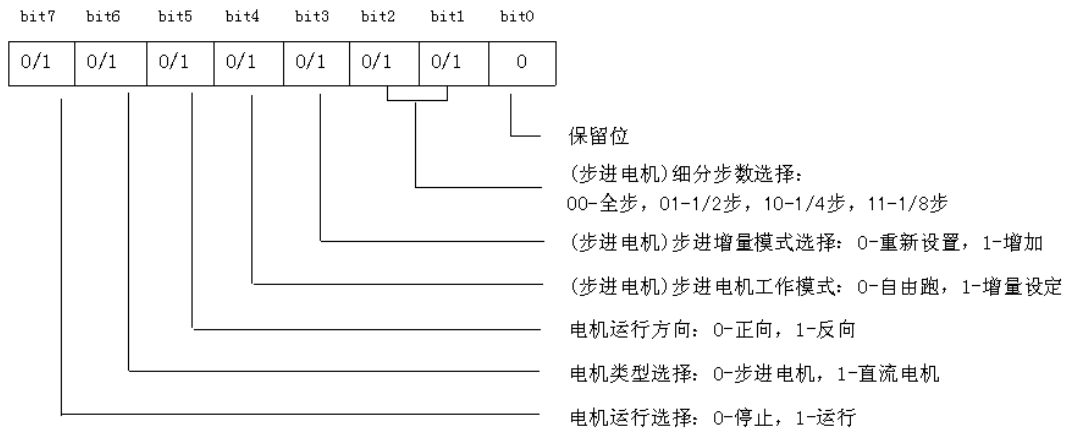 bit7 bit6 bit5 bit4 bit3 bit2 bit1 bit0
0/1 0/1 0/1 0/1 0/1 0/1 0/1 0
保留位
(步进电机)细分步数选择：
00-全步，01-1/2步，10-1/4步，11-1/8步
(步进电机)步进增量模式选择：0-重新设置，1-增加
(步进电机)步进电机工作模式：0-自由跑，1-增量设定
电机运行方向：0-正向，1-反向
电机类型选择：0-步进电机，1-直流电机
电机运行选择：0-停止，1-运行